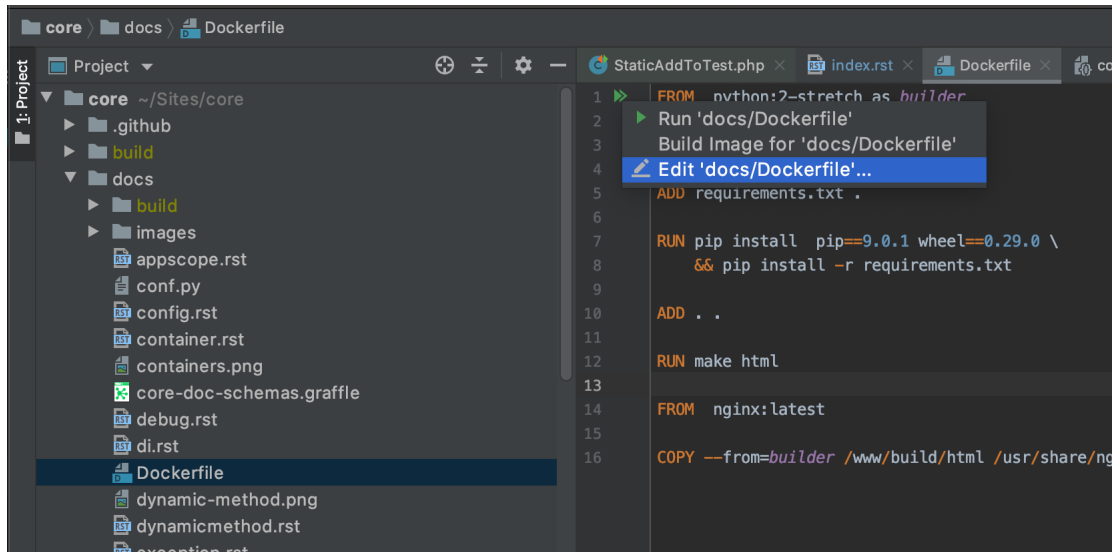 core docs Dockerfile
1: Project
Project
StaticAddToTest.php index.rst Dockerfile co
core ~/Sites/core
.github
build
docs
build
images
appscope.rst
conf.py
config.rst
container.rst
containers.png
core-doc-schemas.graffle
debug.rst
di.rst
Dockerfile
dynamic-method.png
dynamicmethod.rst
exception.rst
1 FROM python:2-stretch as builder
2
3
4
5 ADD requirements.txt .
6
7 RUN pip install  pip==9.0.1 wheel==0.29.0 \
8 && pip install -r requirements.txt
9
10 ADD . .
11
12 RUN make html
13
14 FROM nginx:latest
15
16 COPY --from=builder /www/build/html /usr/share/ng
Run 'docs/Dockerfile'
Build Image for 'docs/Dockerfile'
Edit 'docs/Dockerfile'...